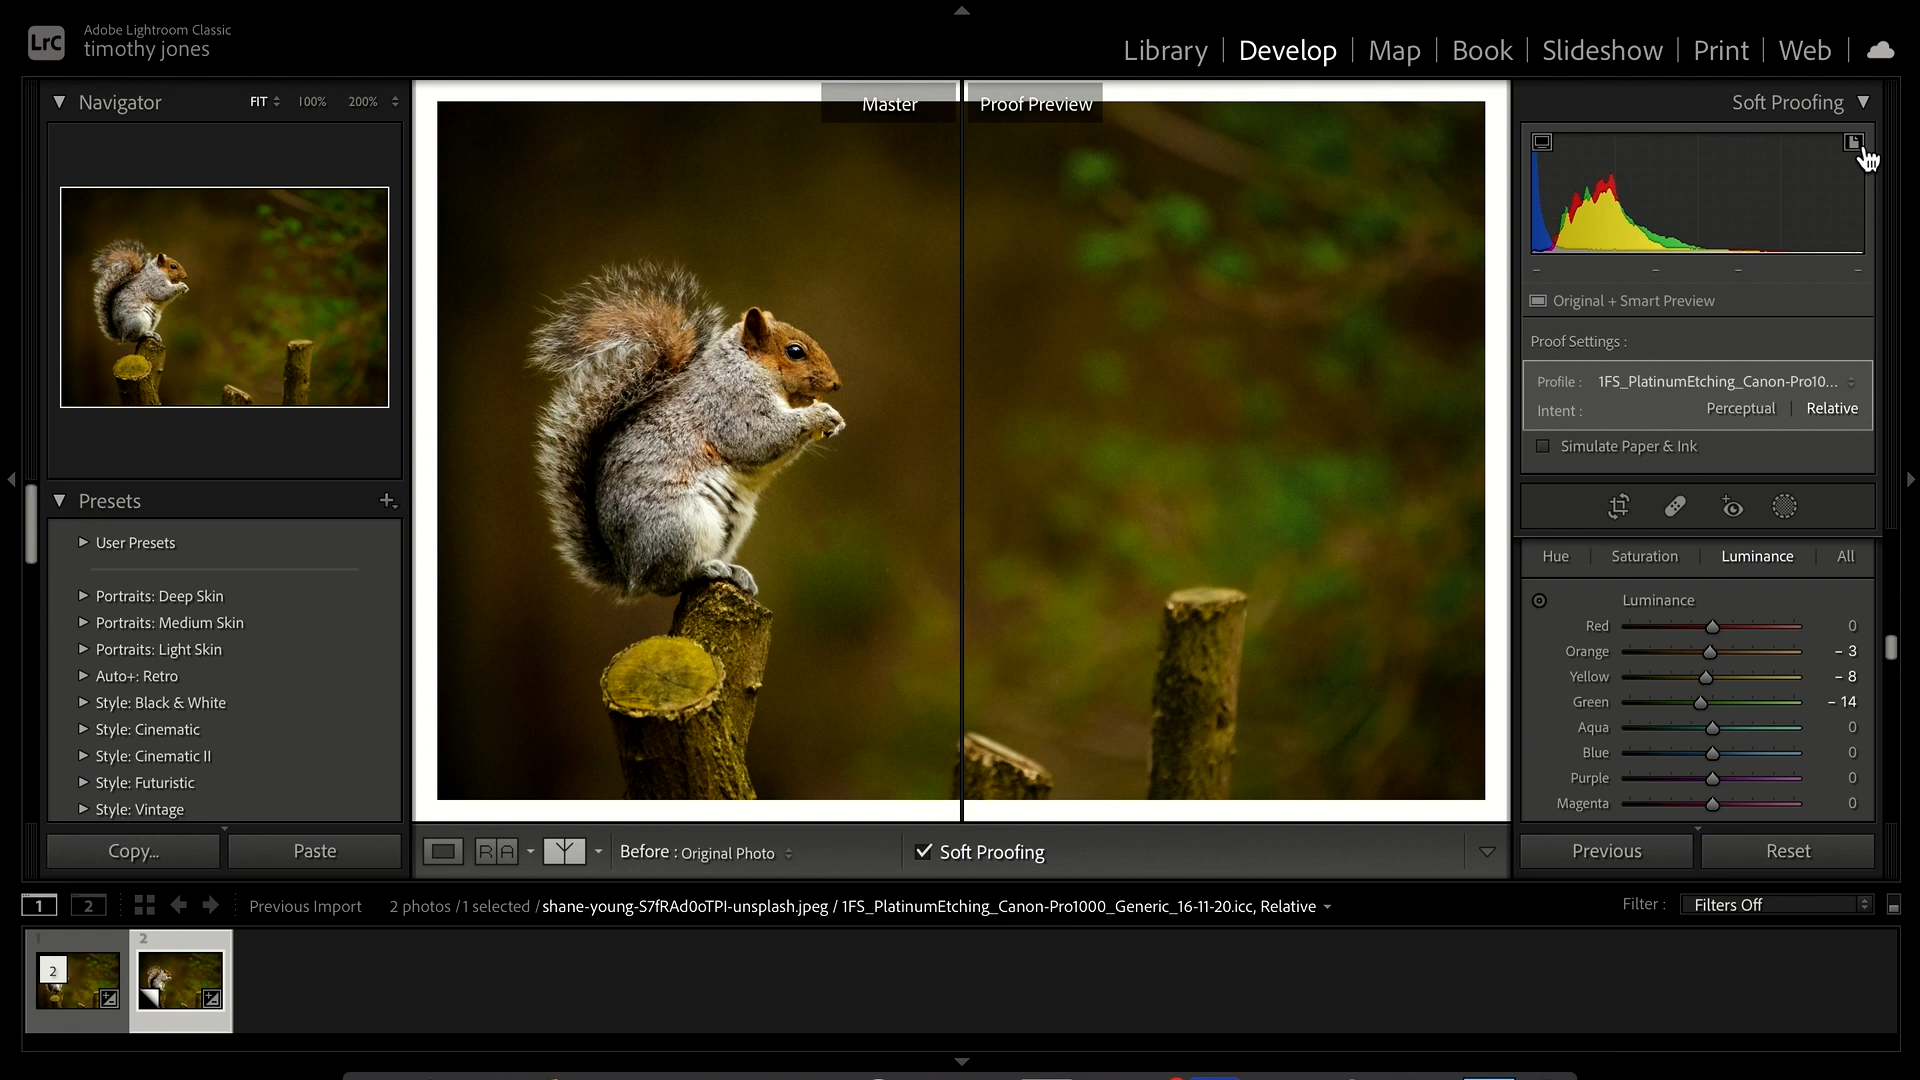 LrC
Adobe Lightroom Classic
timothy jones
Library | Develop | Map | Book | Slideshow | Print | Web |
Navigator FIT 100% 200%
Presets
User Presets
Portraits: Deep Skin
Portraits: Medium Skin
Portraits: Light Skin
Auto+: Retro
Style: Black & White
Style: Cinematic
Style: Cinematic II
Style: Futuristic
Style: Vintage
Copy... Paste
Master Proof Preview
R A Y Before : Original Photo Soft Proofing
Soft Proofing
Original + Smart Preview
Proof Settings :
Profile : 1FS_PlatinumEtching_Canon-Pro10...
Intent : Perceptual | Relative
Simulate Paper & Ink
Hue | Saturation | Luminance | All
Luminance
Red 0
Orange – 3
Yellow – 8
Green – 14
Aqua 0
Blue 0
Purple 0
Magenta 0
Previous Reset
1 2 Previous Import 2 photos / 1 selected / shane-young-S7fRAd0oTPI-unsplash.jpeg / 1FS_PlatinumEtching_Canon-Pro1000_Generic_16-11-20.icc, Relative Filter : Filters Off
1 2
2